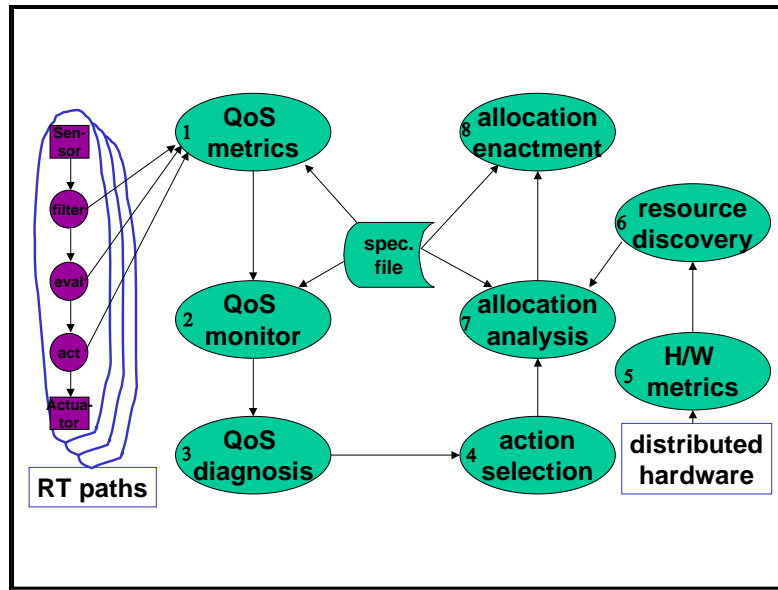 Sen-
sor
filter
eval
act
Actua-
tor
RT paths
1
QoS
metrics
2
QoS
monitor
3
QoS
diagnosis
spec.
file
8
allocation
enactment
7
allocation
analysis
4
action
selection
6
resource
discovery
5
H/W
metrics
distributed
hardware